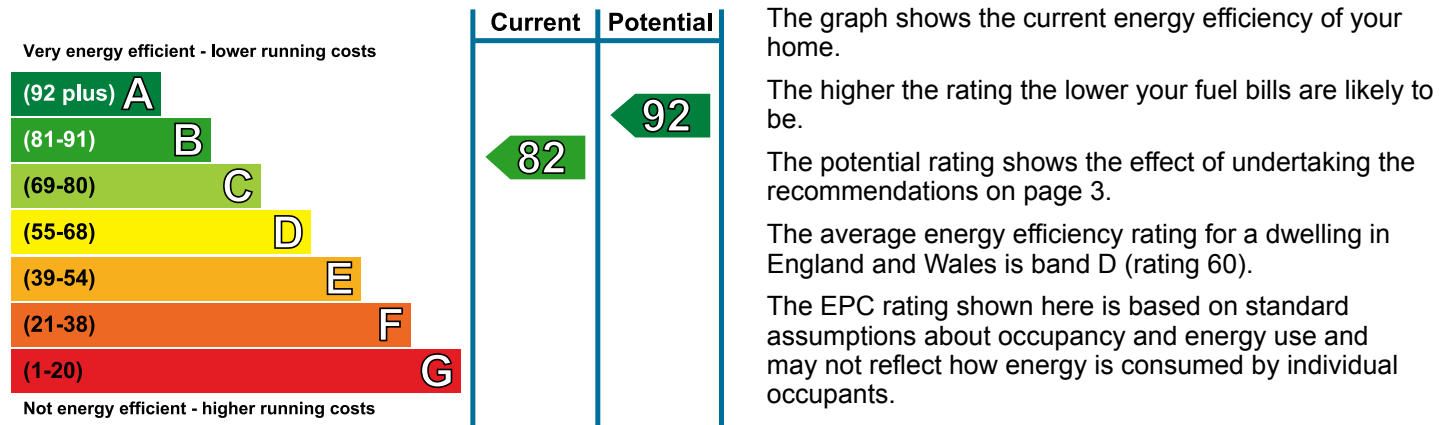 Current Potential
Very energy efficient - lower running costs
(92 plus) A
(81-91) B
(69-80) C
(55-68) D
(39-54) E
(21-38) F
(1-20) G
Not energy efficient - higher running costs
82
92
The graph shows the current energy efficiency of your
home.
The higher the rating the lower your fuel bills are likely to
be.
The potential rating shows the effect of undertaking the
recommendations on page 3.
The average energy efficiency rating for a dwelling in
England and Wales is band D (rating 60).
The EPC rating shown here is based on standard
assumptions about occupancy and energy use and
may not reflect how energy is consumed by individual
occupants.